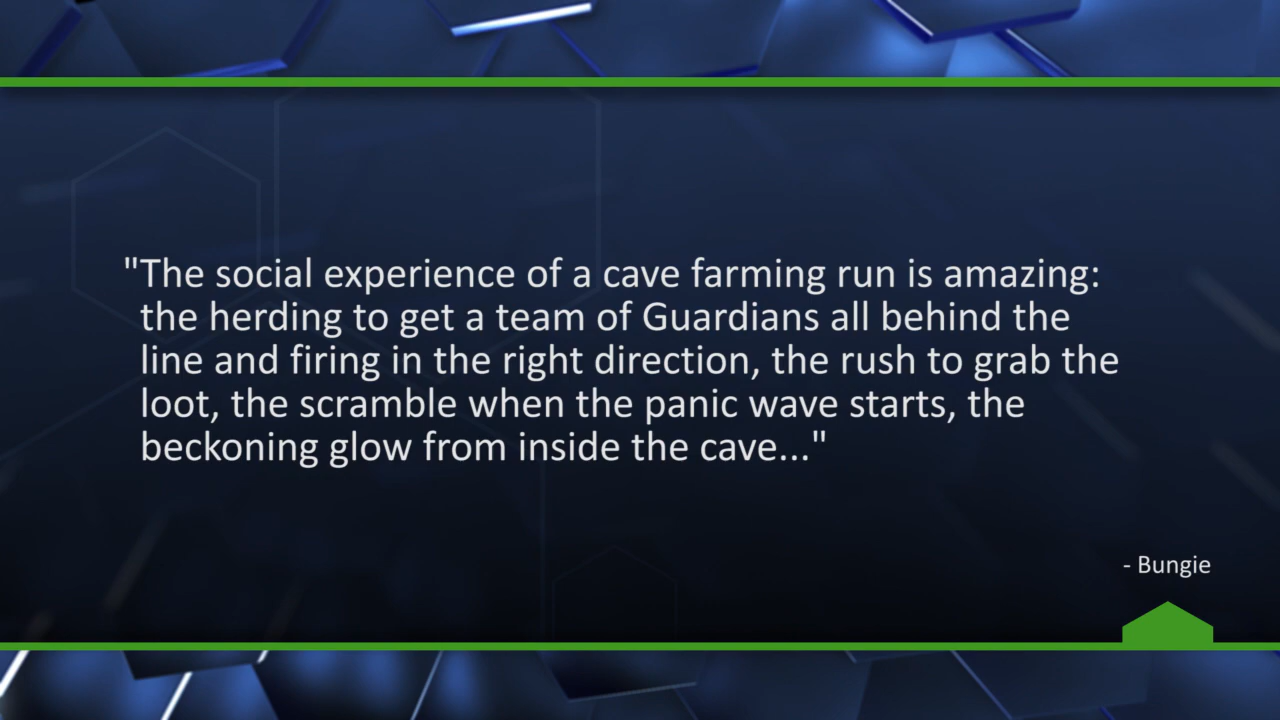 "The social experience of a cave farming run is amazing:
the herding to get a team of Guardians all behind the
line and firing in the right direction, the rush to grab the
loot, the scramble when the panic wave starts, the
beckoning glow from inside the cave..."
- Bungie